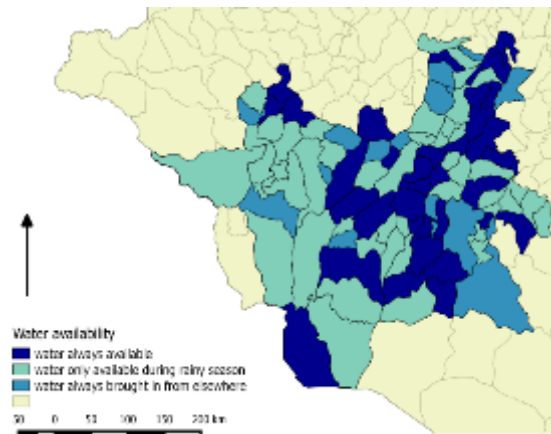 Water availability
water always available
water only available during rainy season
water always brought in from elsewhere
50 0 50 100 150 200 km